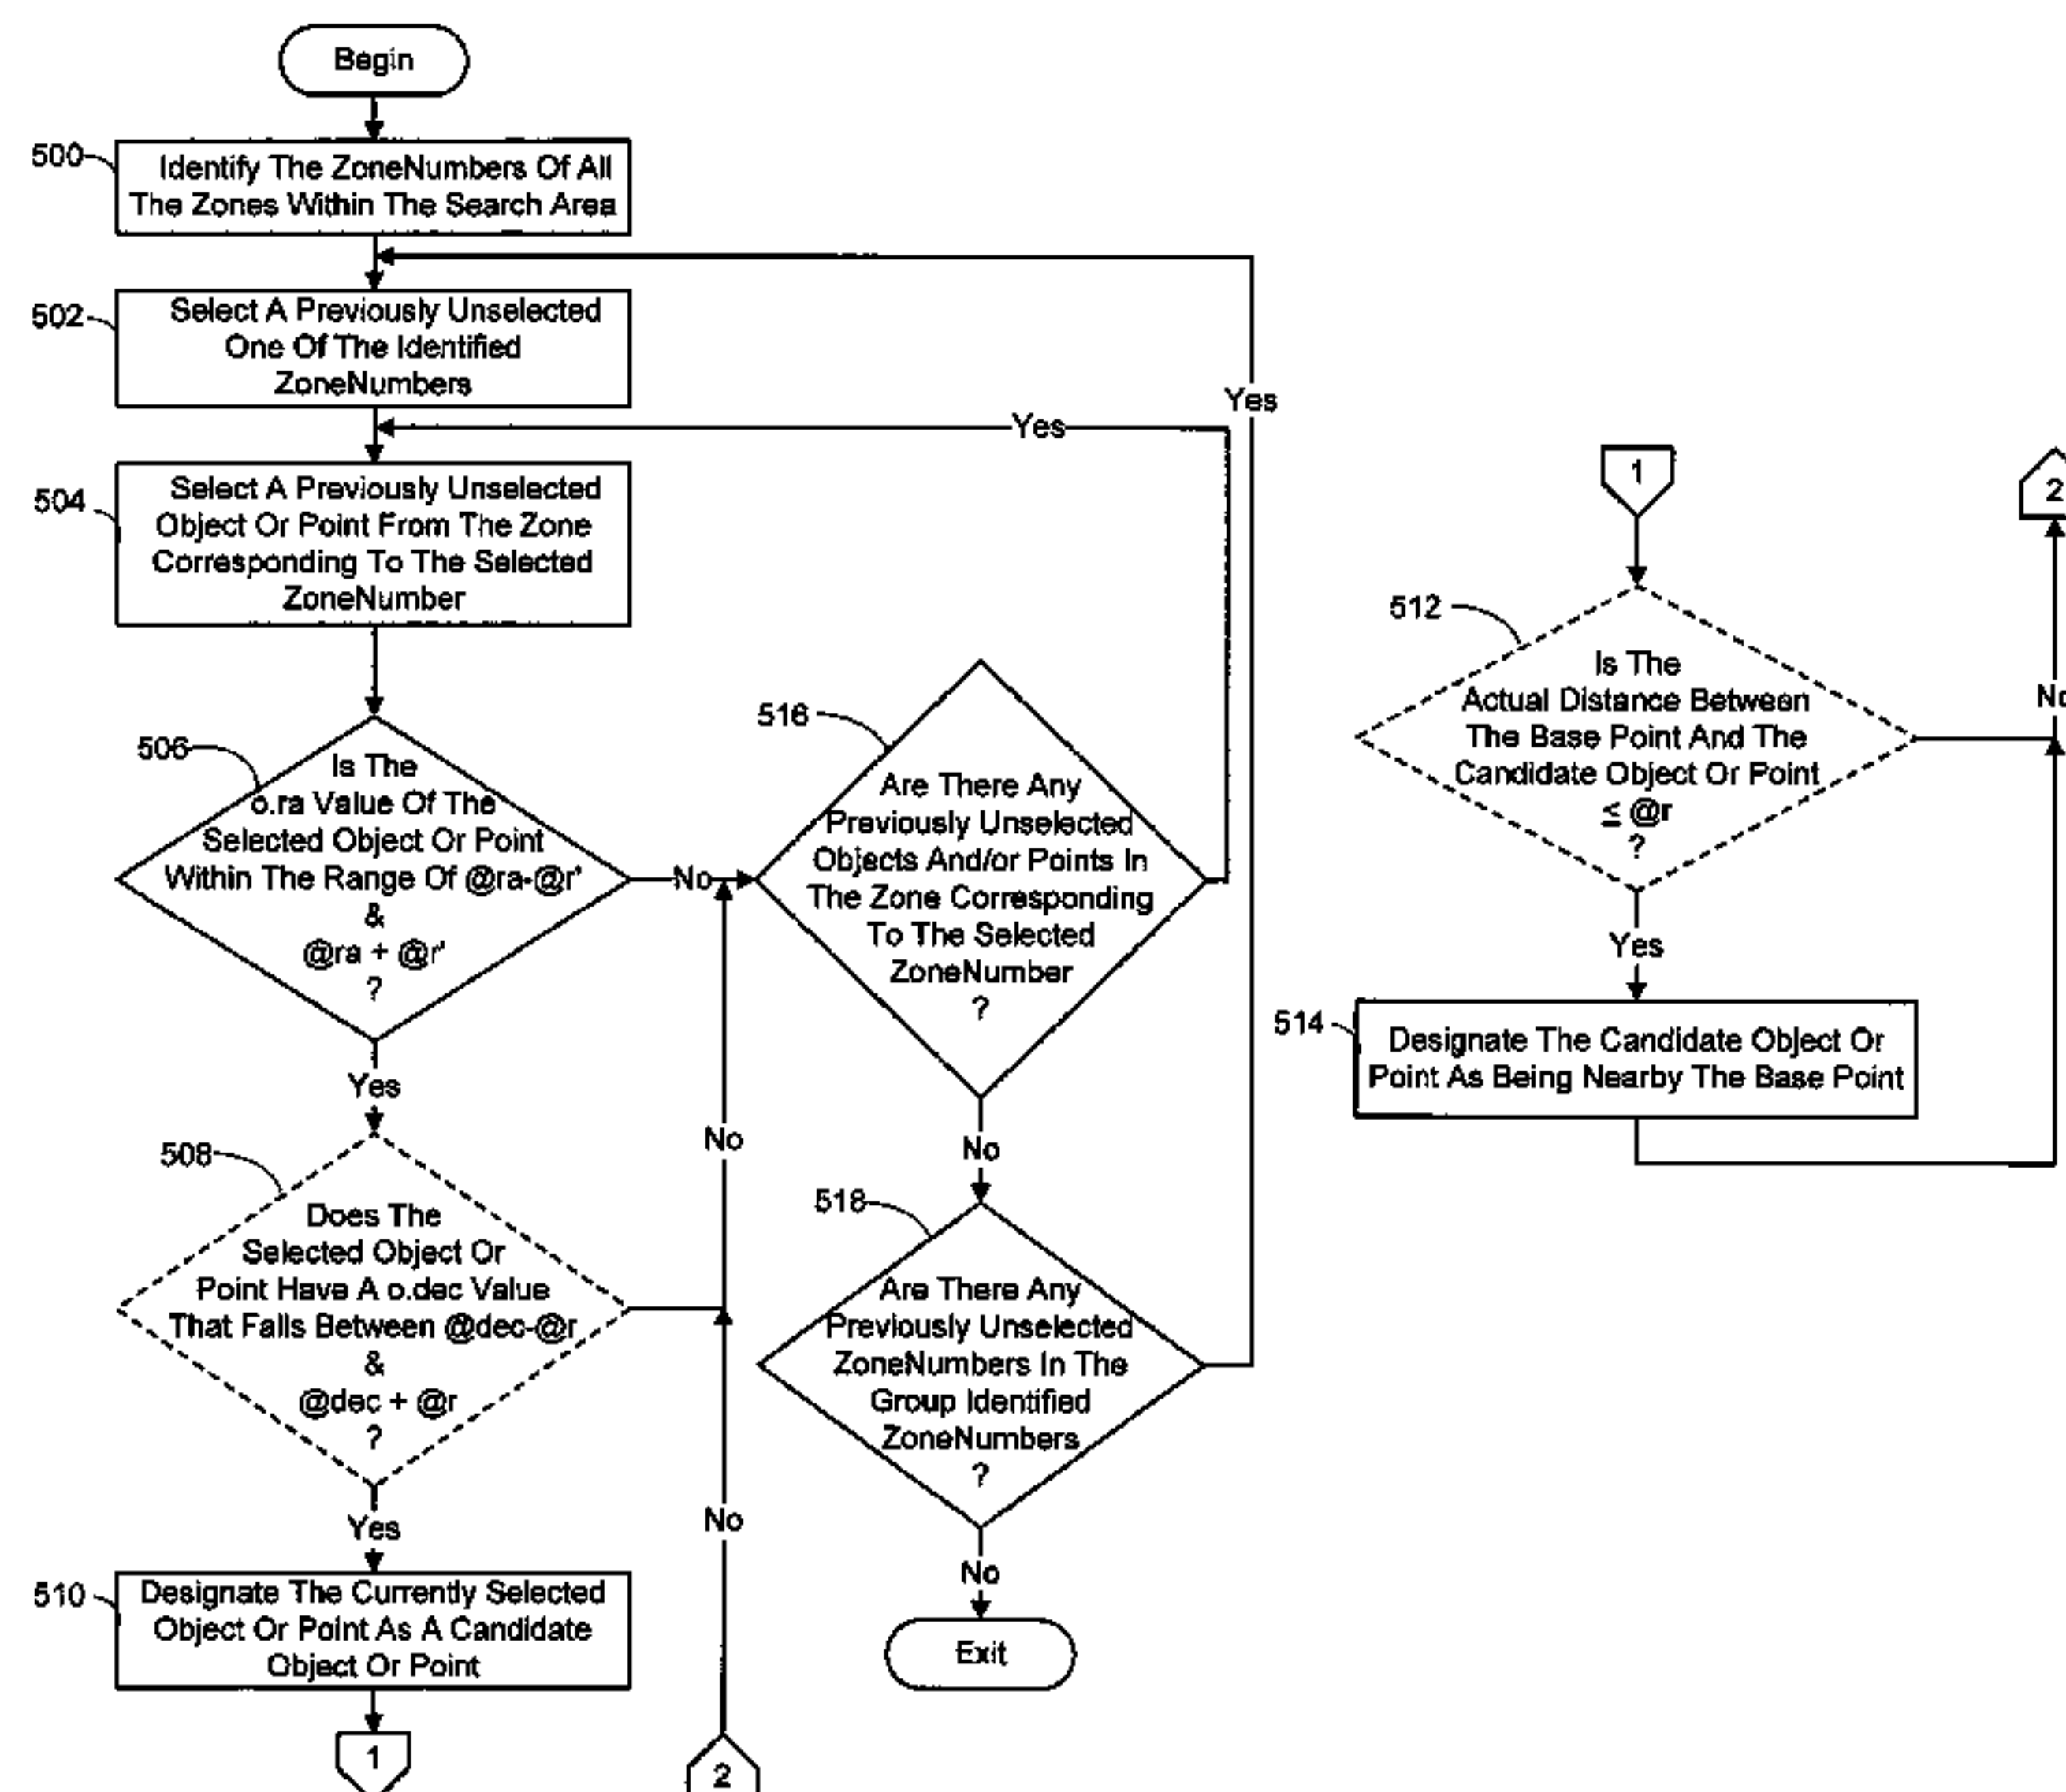 Begin
500
Identify The ZoneNumbers Of All
The Zones Within The Search Area
502
Select A Previously Unselected
One Of The Identified
ZoneNumbers
Yes
Yes
504
Select A Previously Unselected
Object Or Point From The Zone
Corresponding To The Selected
ZoneNumber
506
Is The
o.ra Value Of The
Selected Object Or Point
Within The Range Of @ra-@r'
&
@ra + @r'
?
No
Yes
508
Does The
Selected Object Or
Point Have A o.dec Value
That Falls Between @dec-@r
&
@dec + @r
?
No
Yes
510
Designate The Currently Selected
Object Or Point As A Candidate
Object Or Point
1
No
2
516
Are There Any
Previously Unselected
Objects And/or Points In
The Zone Corresponding
To The Selected
ZoneNumber
?
No
518
Are There Any
Previously Unselected
ZoneNumbers In The
Group Identified
ZoneNumbers
?
No
Exit
1
2
512
Is The
Actual Distance Between
The Base Point And The
Candidate Object Or Point
≤ @r
?
No
Yes
514
Designate The Candidate Object Or
Point As Being Nearby The Base Point